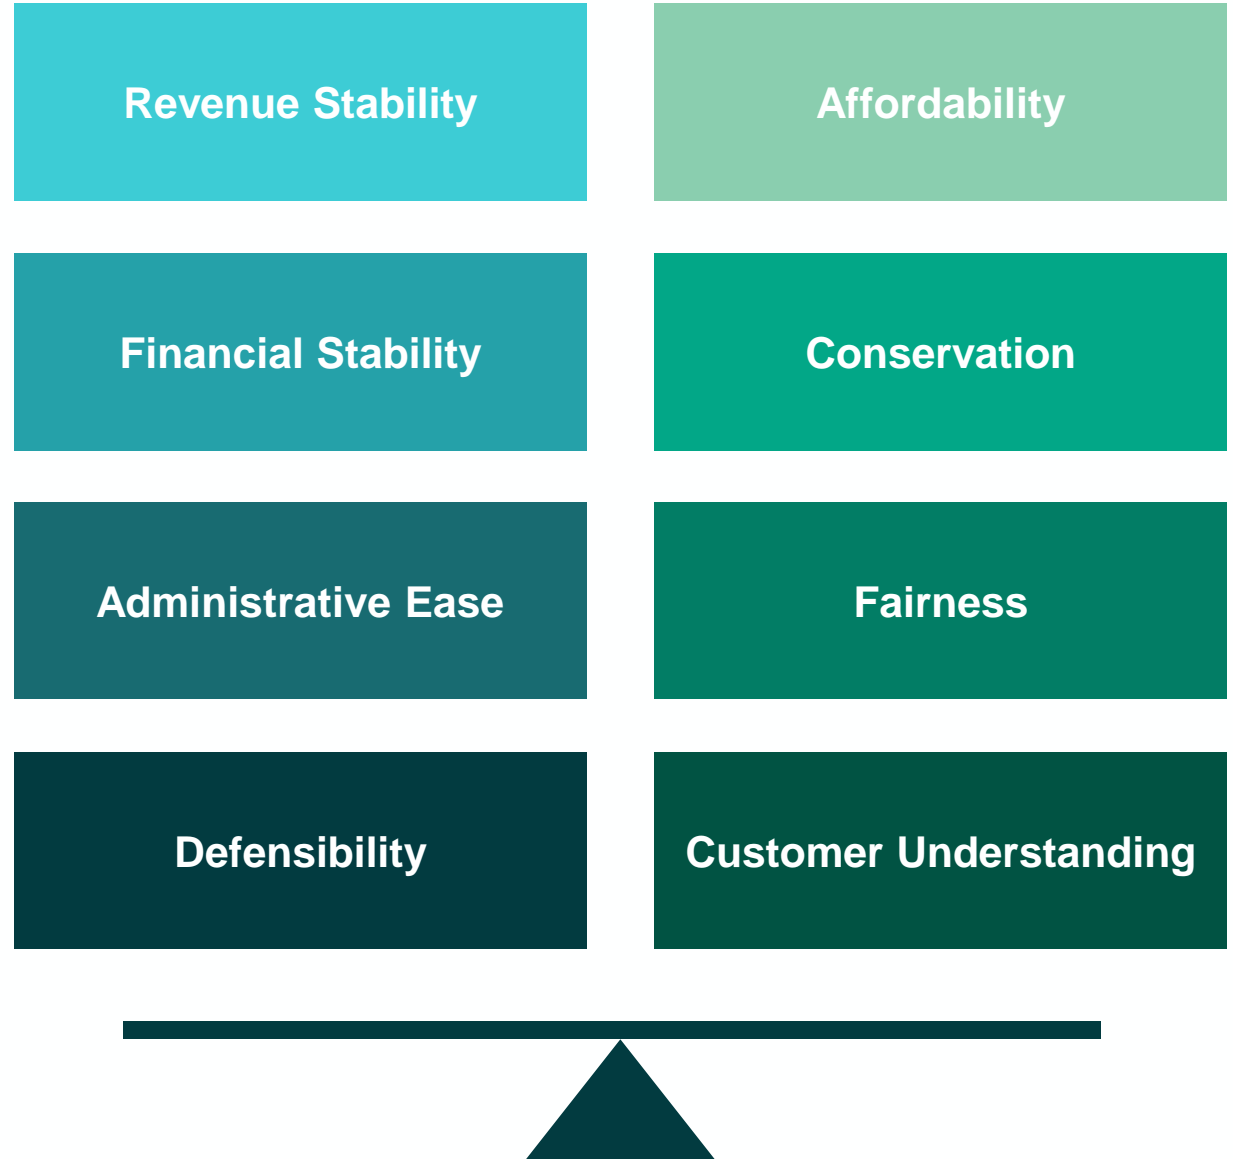 Revenue Stability
Affordability
Financial Stability
Conservation
Administrative Ease
Fairness
Defensibility
Customer Understanding